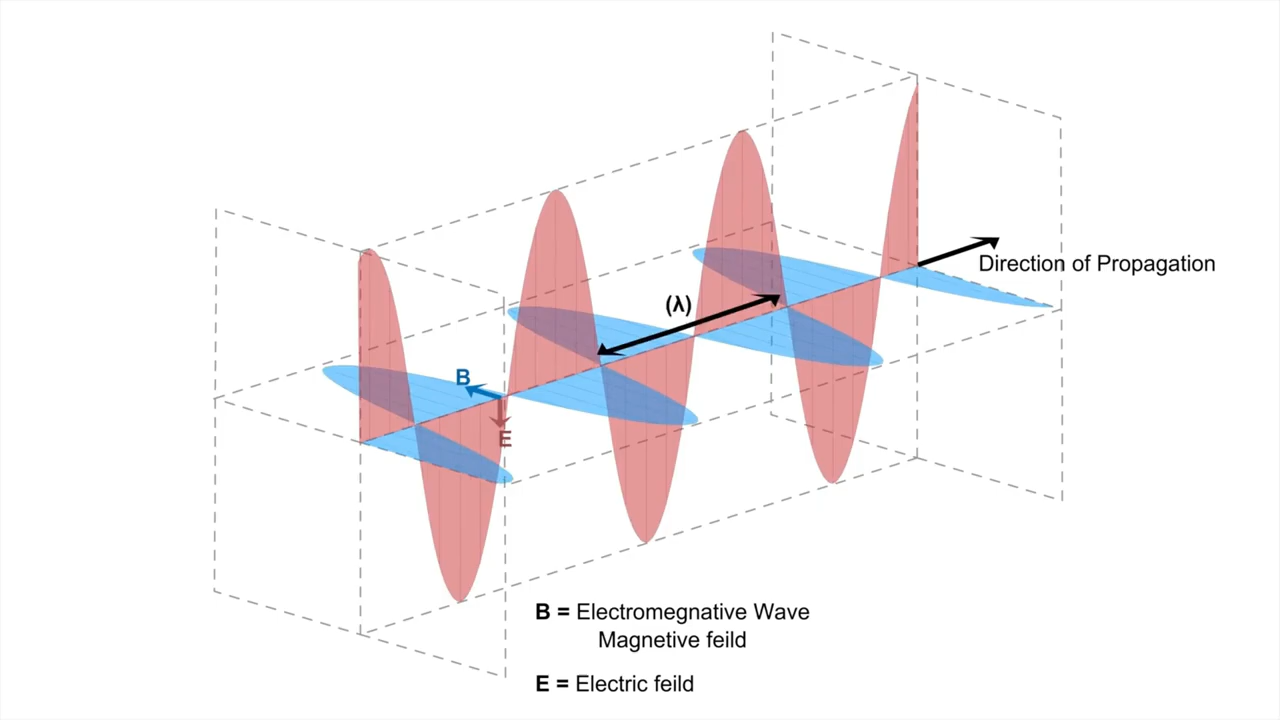 (λ)
Direction of Propagation
B
E
B = Electromegnative Wave
Magnetive feild
E = Electric feild